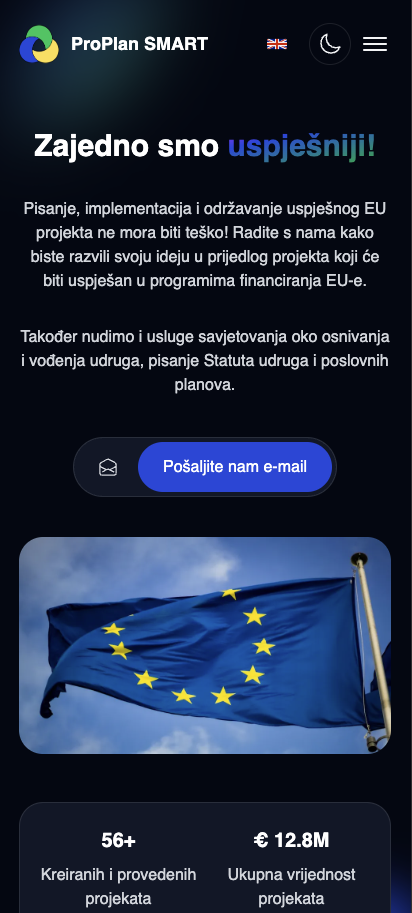 ProPlan SMART
Zajedno smo uspješniji!
Pisanje, implementacija i održavanje uspješnog EU
projekta ne mora biti teško! Radite s nama kako
biste razvili svoju ideju u prijedlog projekta koji će
biti uspješan u programima financiranja EU-e.
Također nudimo i usluge savjetovanja oko osnivanja
i vođenja udruga, pisanje Statuta udruga i poslovnih
planova.
Pošaljite nam e-mail
56+
Kreiranih i provedenih
projekata
€ 12.8M
Ukupna vrijednost
projekata